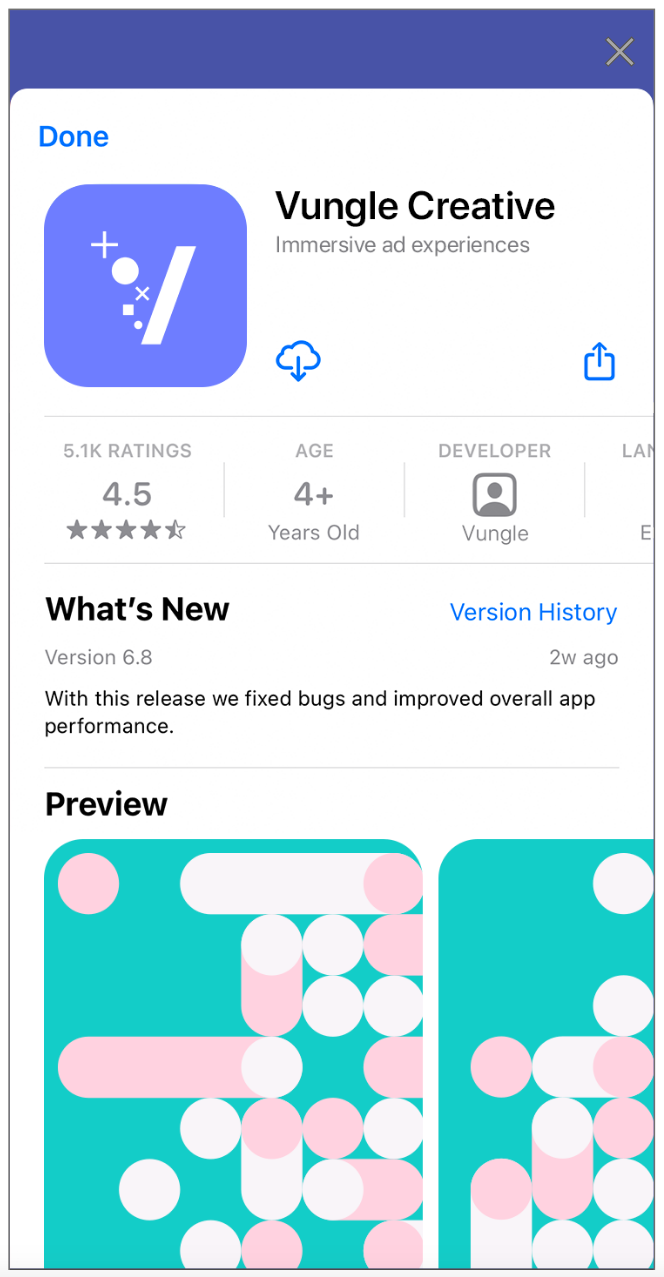 Done
Vungle Creative
Immersive ad experiences
5.1K RATINGS
4.5
AGE
4+
Years Old
DEVELOPER
Vungle
LAN
E
What’s New
Version History
Version 6.8
2w ago
With this release we fixed bugs and improved overall app
performance.
Preview